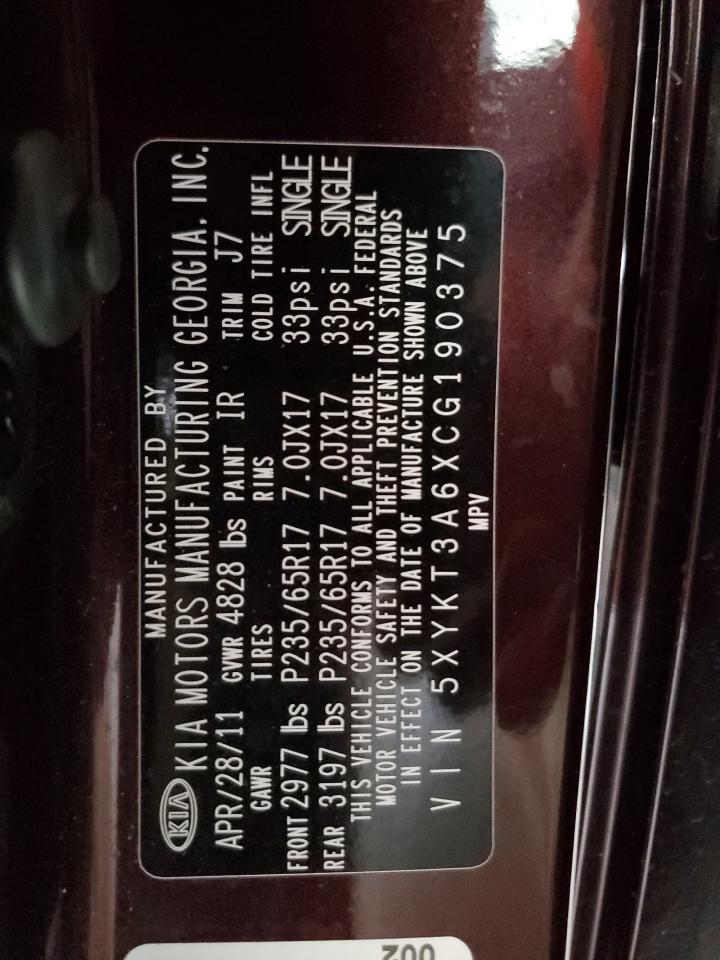 MANUFACTURED BY
KIA KIA MOTORS MANUFACTURING GEORGIA, INC.
APR/28/11 GVWR 4828 lbs PAINT IR TRIM J7
GAWR TIRES RIMS COLD TIRE INFL
FRONT 2977 lbs P235/65R17 7.0JX17 33psi SINGLE
REAR 3197 lbs P235/65R17 7.0JX17 33psi SINGLE
THIS VEHICLE CONFORMS TO ALL APPLICABLE U.S.A. FEDERAL
MOTOR VEHICLE SAFETY AND THEFT PREVENTION STANDARDS
IN EFFECT ON THE DATE OF MANUFACTURE SHOWN ABOVE
VIN 5XYKT3A6XCG190375
MPV